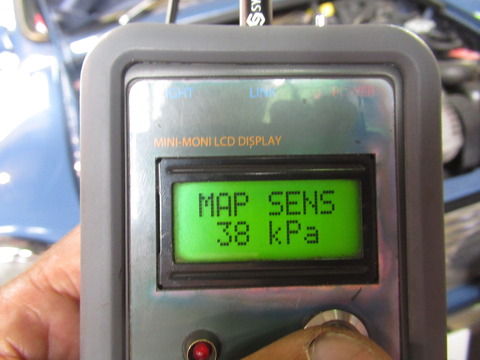 LINK
MINI-MONI LCD DISPLAY
MAP SENS
38 kPa